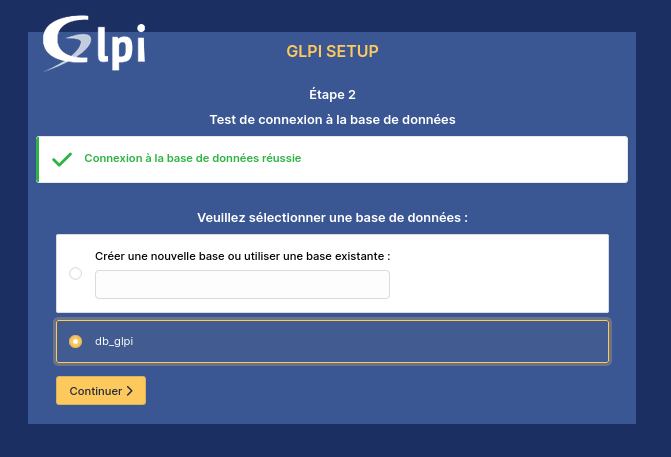 Glpi
GLPI SETUP
Étape 2
Test de connexion à la base de données
Connexion à la base de données réussie
Veuillez sélectionner une base de données :
Créer une nouvelle base ou utiliser une base existante :
db_glpi
Continuer